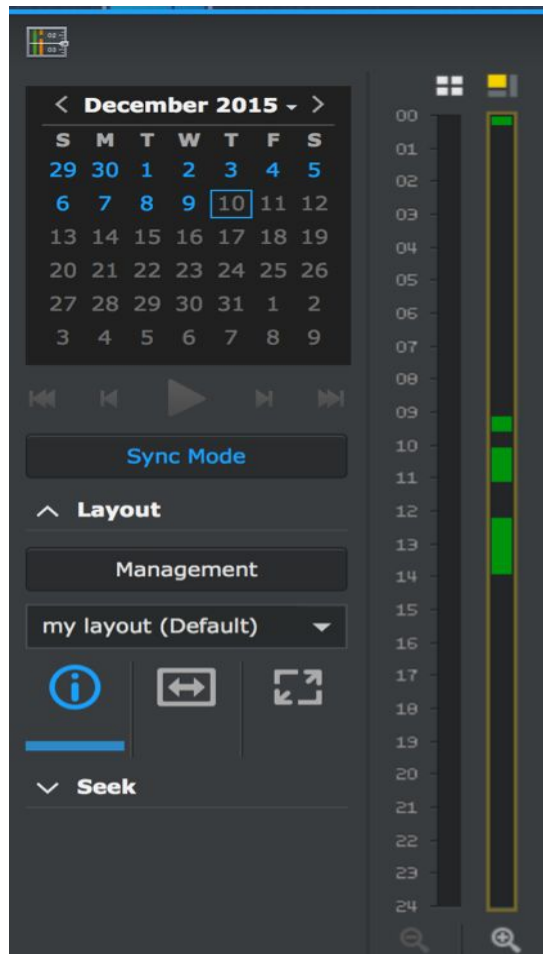 02
03
< December 2015 >
S M T W T F S
29 30 1 2 3 4 5
6 7 8 9 10 11 12
13 14 15 16 17 18 19
20 21 22 23 24 25 26
27 28 29 30 31 1 2
3 4 5 6 7 8 9
Sync Mode
Layout
Management
my layout (Default)
Seek
00
01
02
03
04
05
06
07
08
09
10
11
12
13
14
15
16
17
18
19
20
21
22
23
24